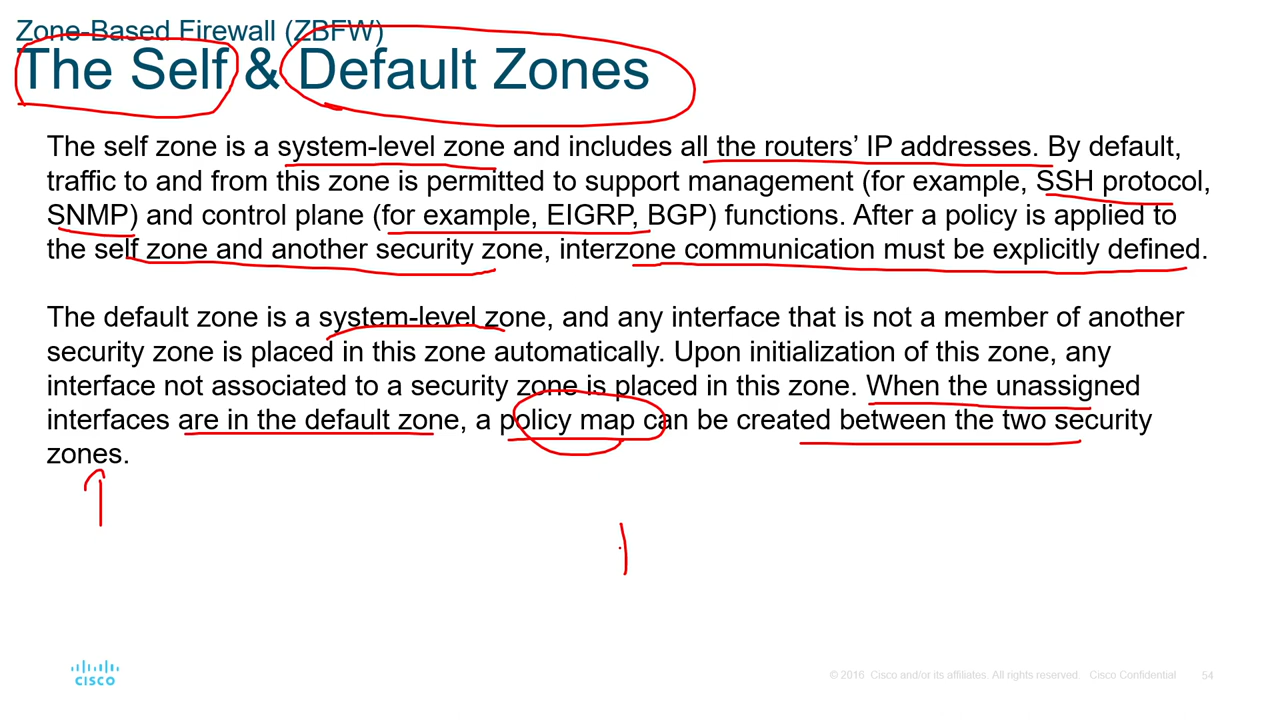 Zone-Based Firewall (ZBFW)
The Self & Default Zones
The self zone is a system-level zone and includes all the routers’ IP addresses. By default,
traffic to and from this zone is permitted to support management (for example, SSH protocol,
SNMP) and control plane (for example, EIGRP, BGP) functions. After a policy is applied to
the self zone and another security zone, interzone communication must be explicitly defined.
The default zone is a system-level zone, and any interface that is not a member of another
security zone is placed in this zone automatically. Upon initialization of this zone, any
interface not associated to a security zone is placed in this zone. When the unassigned
interfaces are in the default zone, a policy map can be created between the two security
zones.
CISCO
© 2016 Cisco and/or its affiliates. All rights reserved. Cisco Confidential 54